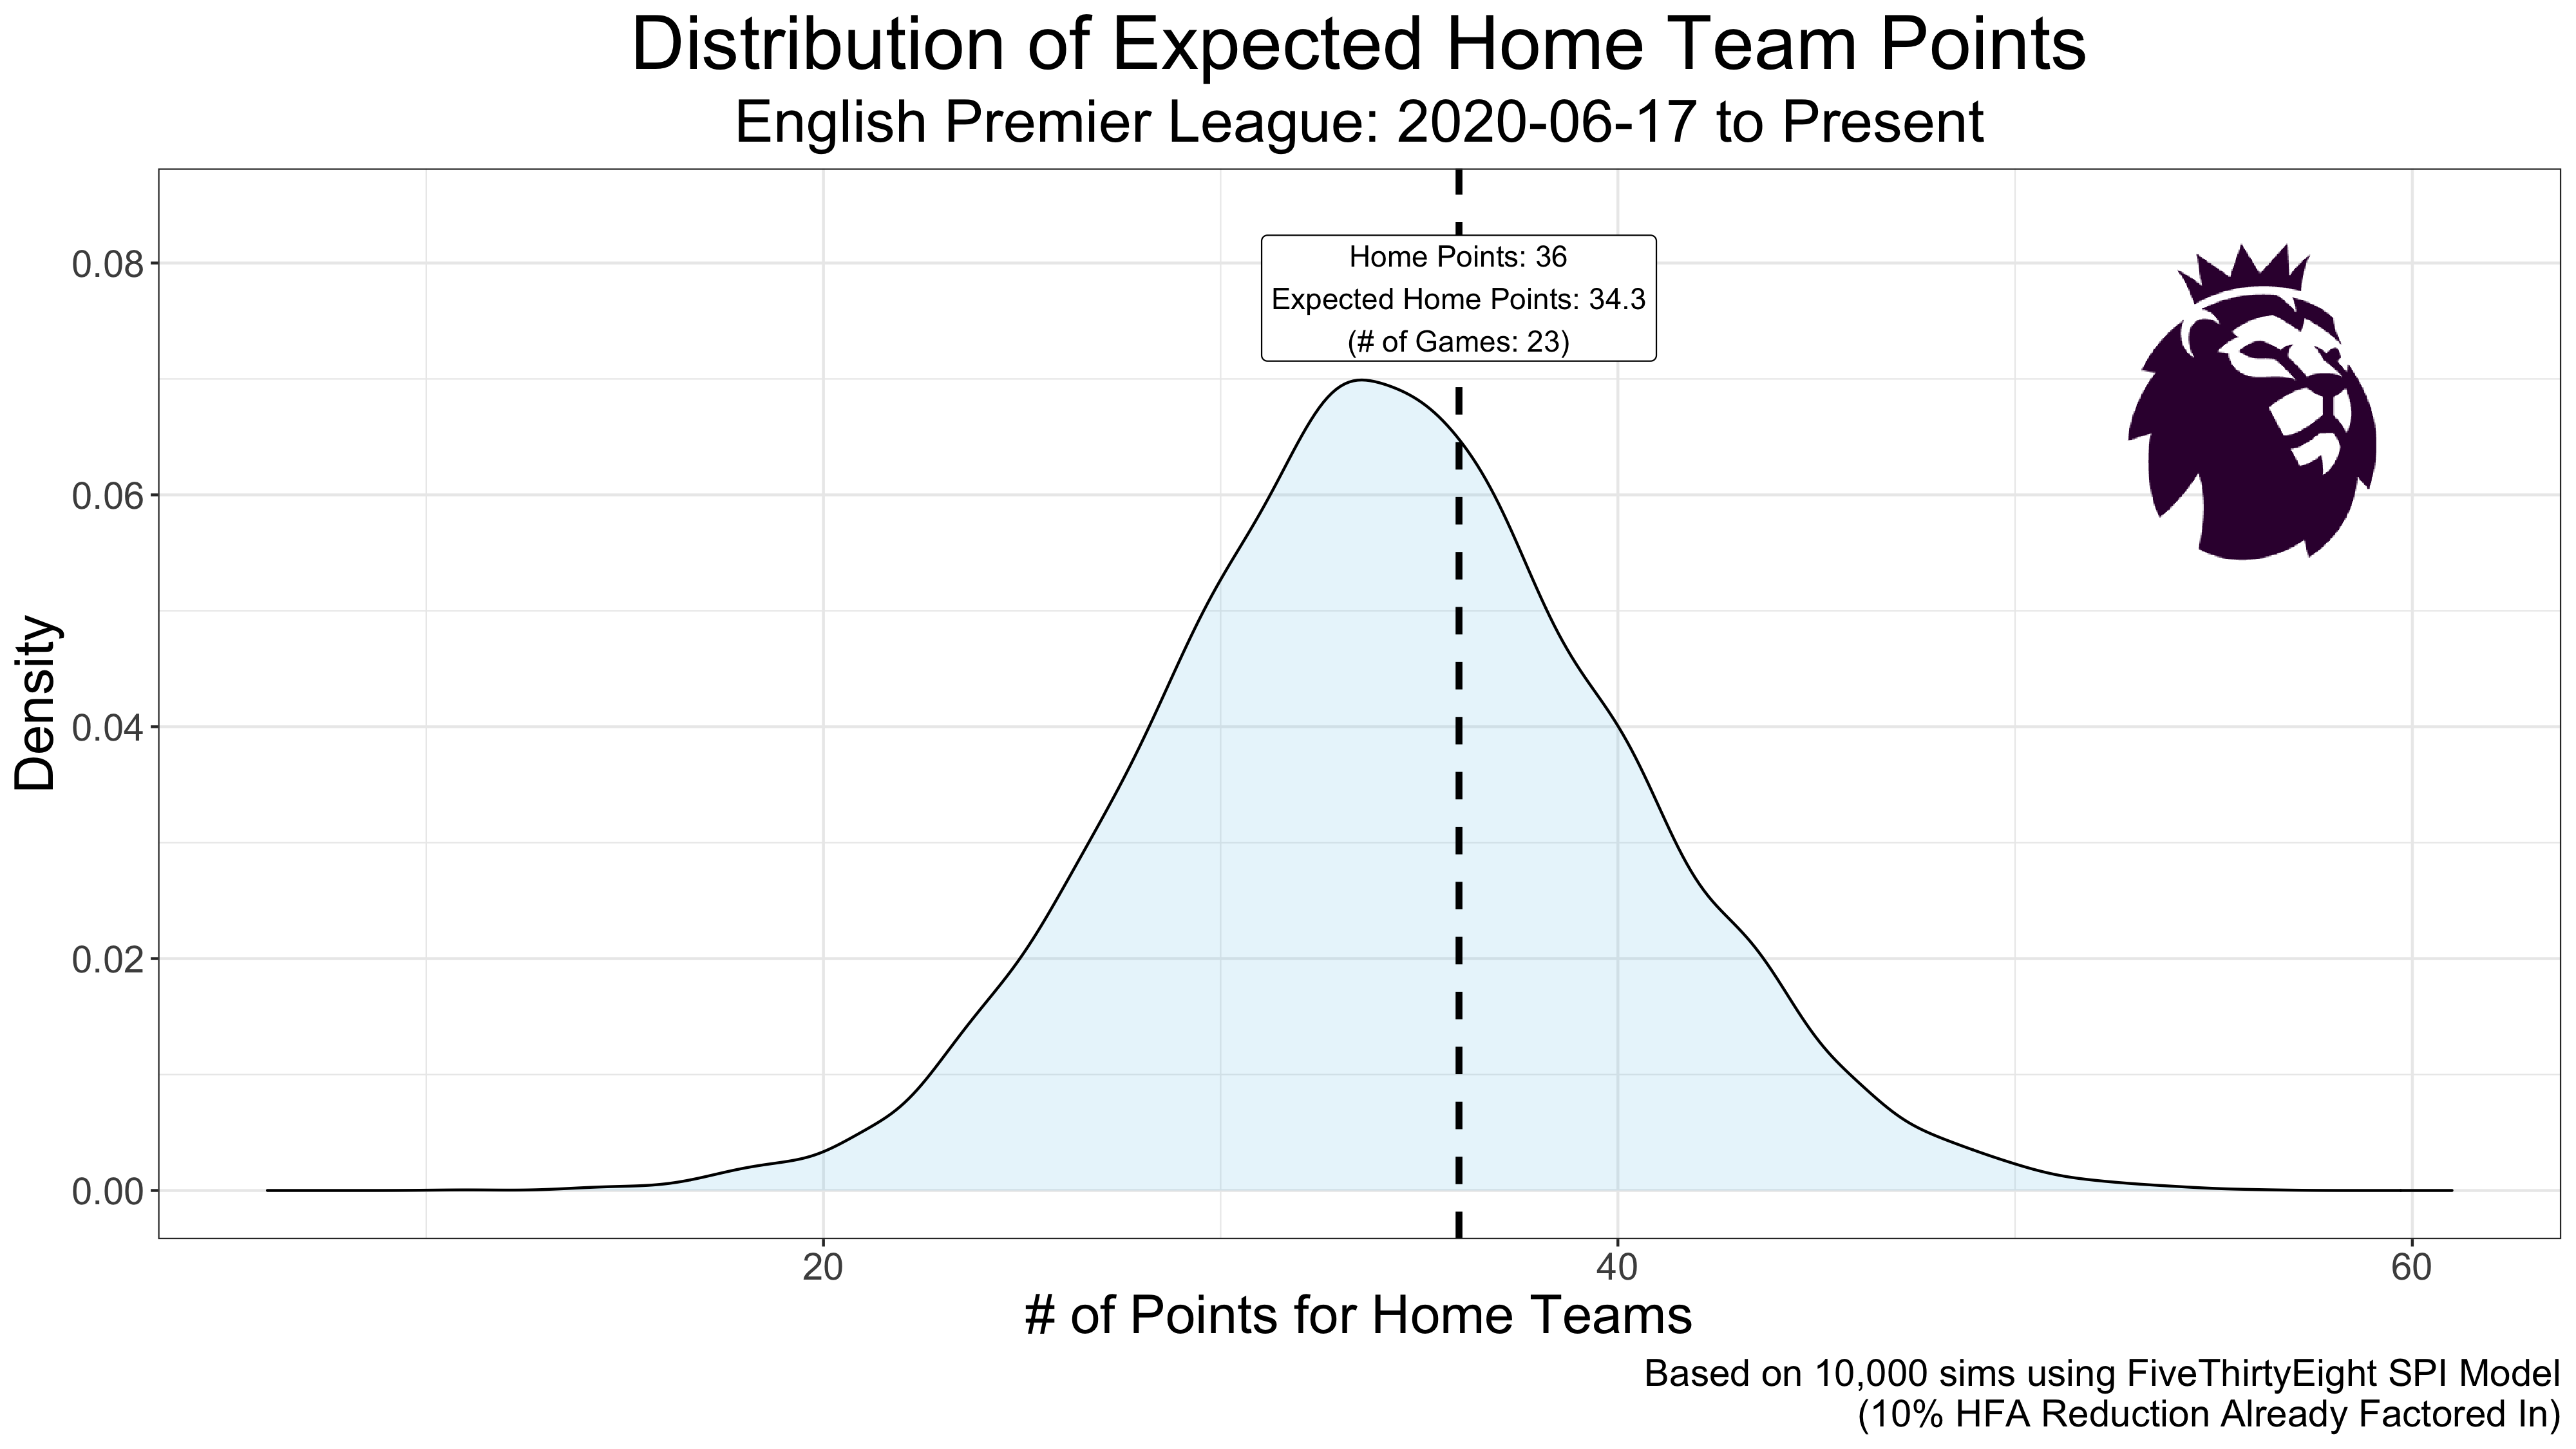 Distribution of Expected Home Team Points
English Premier League: 2020-06-17 to Present
Home Points: 36
Expected Home Points: 34.3
(# of Games: 23)
0.08
0.06
0.04
0.02
0.00
Density
20
40
60
# of Points for Home Teams
Based on 10,000 sims using FiveThirtyEight SPI Model
(10% HFA Reduction Already Factored In)